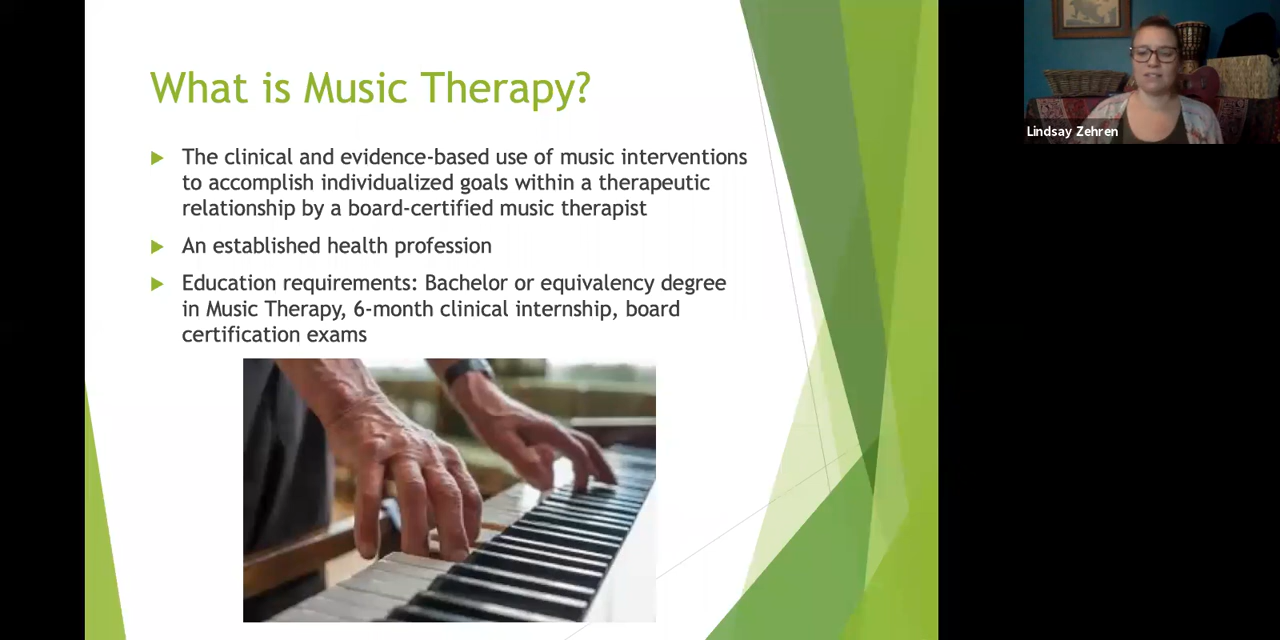 What is Music Therapy?
The clinical and evidence-based use of music interventions
to accomplish individualized goals within a therapeutic
relationship by a board-certified music therapist
An established health profession
Education requirements: Bachelor or equivalency degree
in Music Therapy, 6-month clinical internship, board
certification exams
Lindsay Zehren